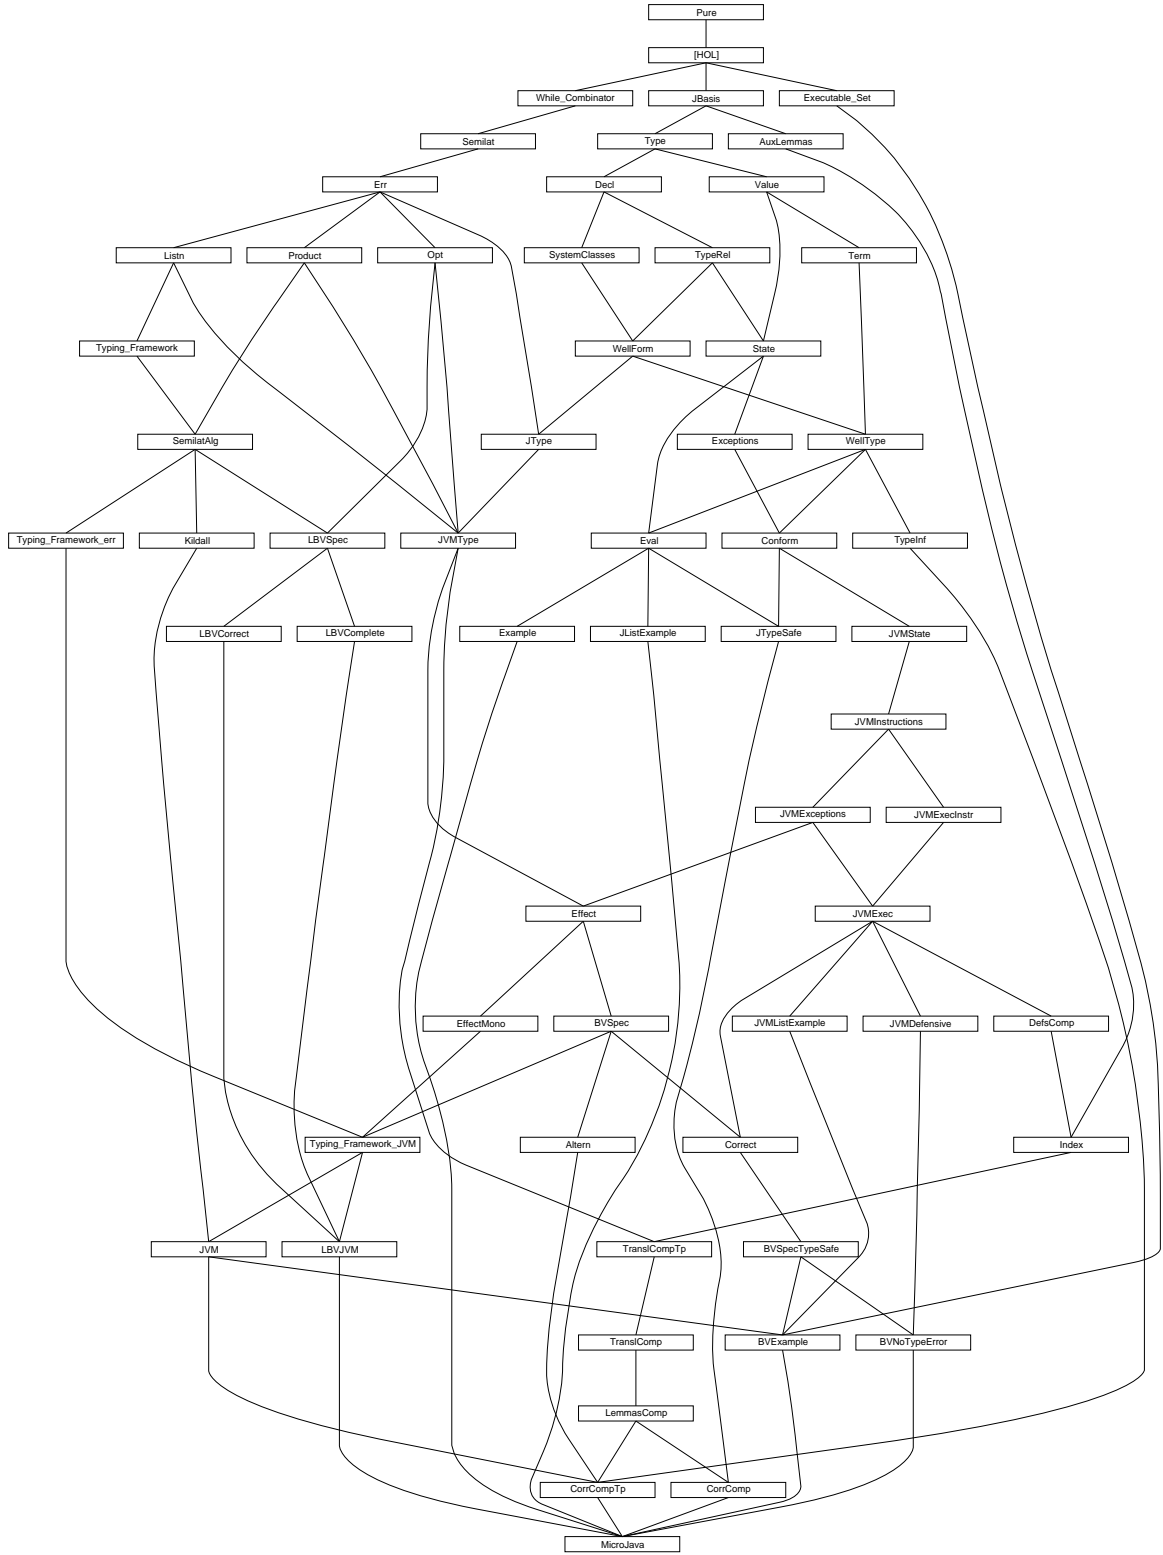 Pure
[HOL]
While_Combinator
JBasis
Executable_Set
Semilat
Type
AuxLemmas
Err
Decl
Value
Listn
Product
Opt
SystemClasses
TypeRel
Term
Typing_Framework
WellForm
State
SemilatAlg
JType
Exceptions
WellType
Typing_Framework_err
Kildall
LBVSpec
JVMType
Eval
Conform
TypeInf
LBVCorrect
LBVComplete
Example
JListExample
JTypeSafe
JVMState
JVMInstructions
JVMExceptions
JVMExecInstr
Effect
JVMExec
EffectMono
BVSpec
JVMListExample
JVMDefensive
DefsComp
Typing_Framework_JVM
Altern
Correct
Index
JVM
LBVJVM
TranslCompTp
BVSpecTypeSafe
TranslComp
BVExample
BVNoTypeError
LemmasComp
CorrCompTp
CorrComp
MicroJava